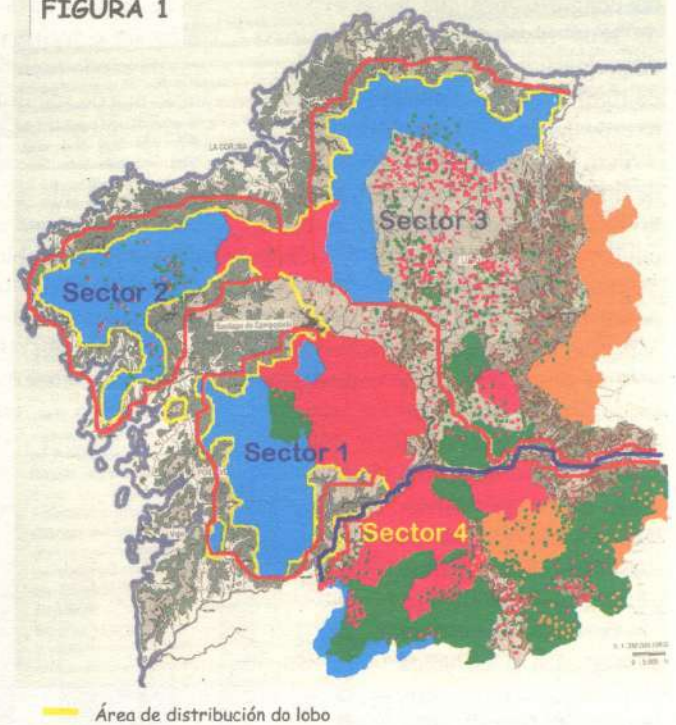 FIGURA 1
LA CORUÑA
Sector 3
Sector 2
Santiago de Compostela
Sector 1
Sector 4
Área de distribución do lobo